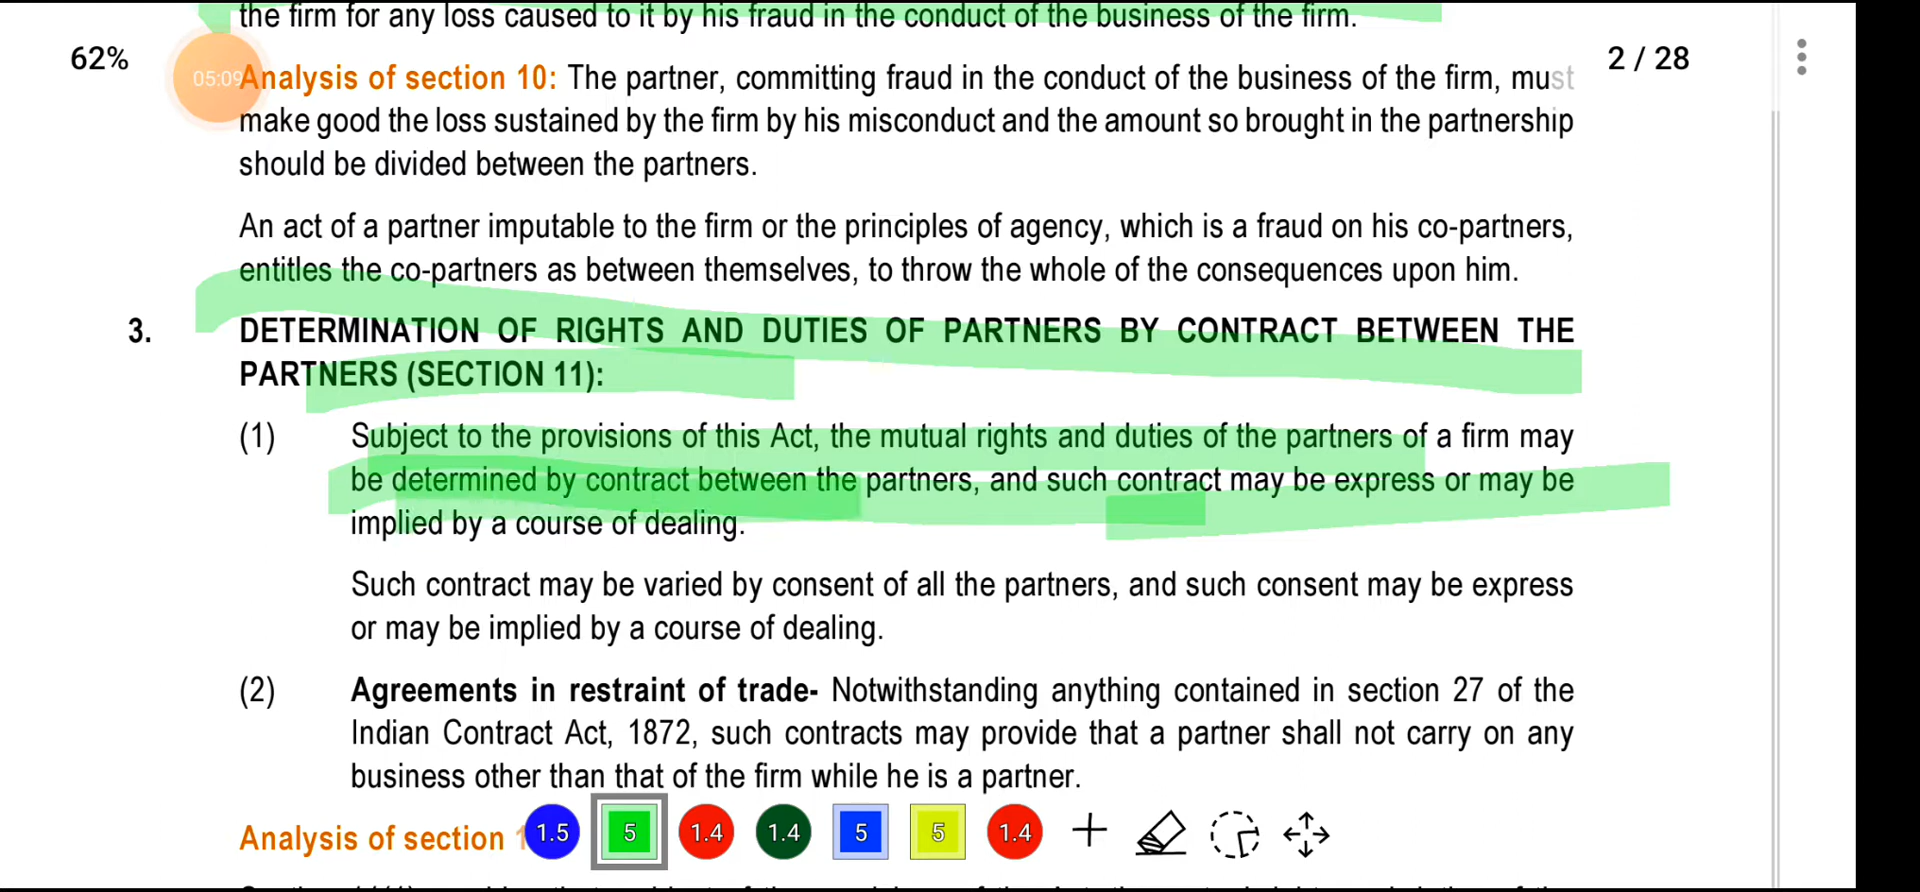 the firm for any loss caused to it by his fraud in the conduct of the business of the firm.
62%
2 / 28
05:09
Analysis of section 10: The partner, committing fraud in the conduct of the business of the firm, must
make good the loss sustained by the firm by his misconduct and the amount so brought in the partnership
should be divided between the partners.
An act of a partner imputable to the firm or the principles of agency, which is a fraud on his co-partners,
entitles the co-partners as between themselves, to throw the whole of the consequences upon him.
3. DETERMINATION OF RIGHTS AND DUTIES OF PARTNERS BY CONTRACT BETWEEN THE
PARTNERS (SECTION 11):
(1) Subject to the provisions of this Act, the mutual rights and duties of the partners of a firm may
be determined by contract between the partners, and such contract may be express or may be
implied by a course of dealing.
Such contract may be varied by consent of all the partners, and such consent may be express
or may be implied by a course of dealing.
(2) Agreements in restraint of trade- Notwithstanding anything contained in section 27 of the
Indian Contract Act, 1872, such contracts may provide that a partner shall not carry on any
business other than that of the firm while he is a partner.
Analysis of section
1.5 5 1.4 1.4 5 5 1.4